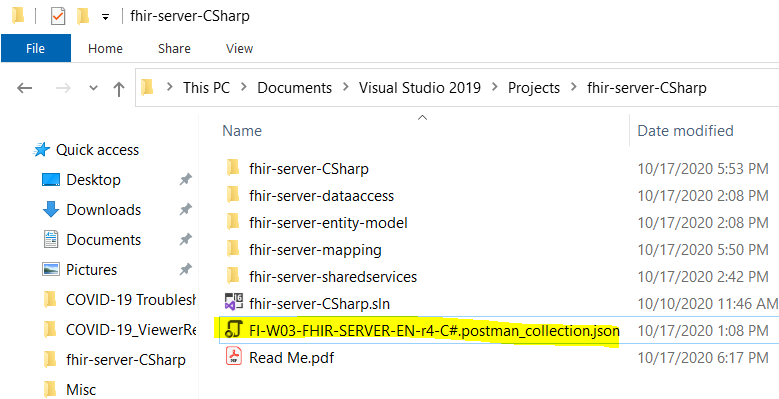 fhir-server-CSharp
File Home Share View
This PC Documents Visual Studio 2019 Projects fhir-server-CSharp
Name Date modified
Quick access
Desktop
Downloads
Documents
Pictures
COVID-19 Troublesh
COVID-19_ViewerRe
fhir-server-CSharp
Misc
fhir-server-CSharp 10/17/2020 5:53 PM
fhir-server-dataaccess 10/17/2020 2:08 PM
fhir-server-entity-model 10/17/2020 2:08 PM
fhir-server-mapping 10/17/2020 5:50 PM
fhir-server-sharedservices 10/17/2020 2:42 PM
fhir-server-CSharp.sln 10/10/2020 11:46 AM
FI-W03-FHIR-SERVER-EN-r4-C#.postman_collection.json 10/17/2020 1:08 PM
Read Me.pdf 10/17/2020 6:17 PM